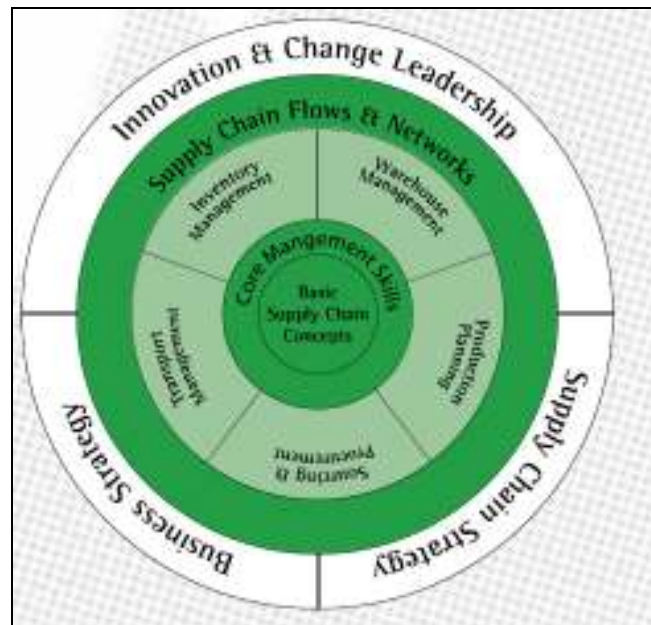 Innovation & Change Leadership
Supply Chain Flows & Networks
Inventory
Management
Warehouse
Management
Core Mangement Skills
Basic
Supply Chain
Concepts
Transport
Management
Production
Planning
Sourcing &
Procurement
Business Strategy
Supply Chain Strategy